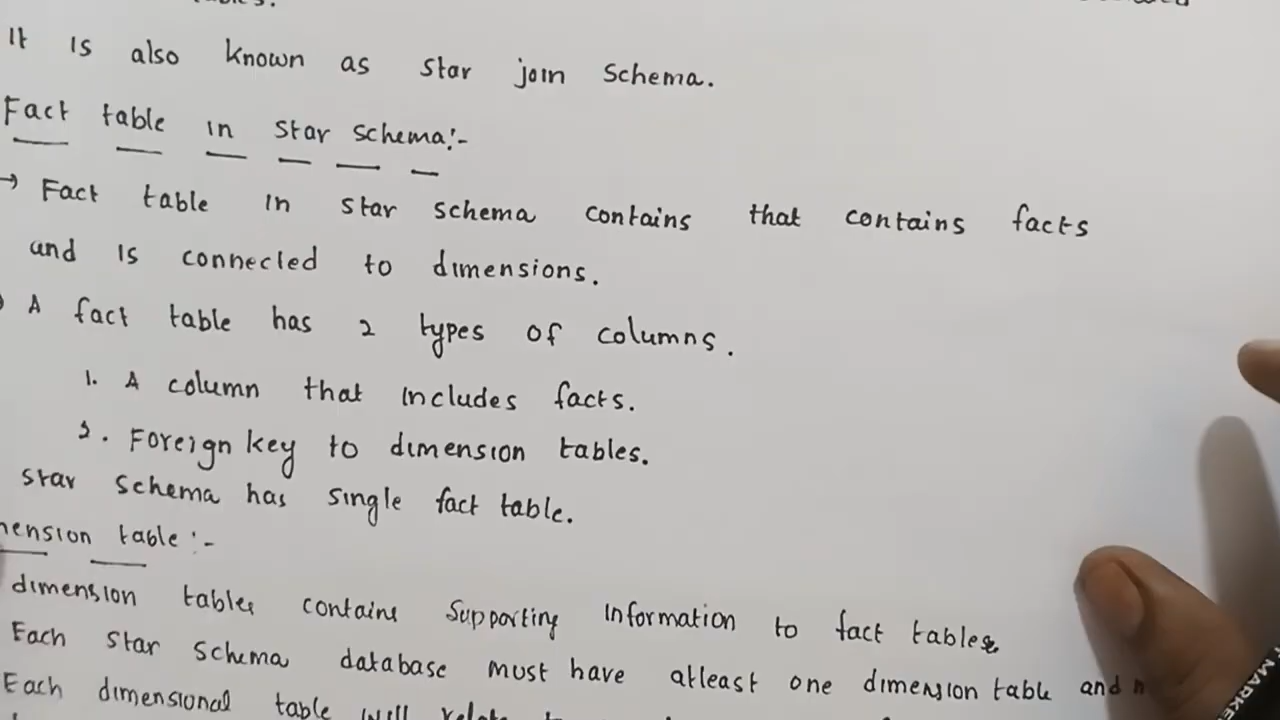 It is also known as star join schema.
Fact table in star schema:-
→ Fact table in star schema contains that contains facts
and is connected to dimensions.
A fact table has 2 types of columns.
1. A column that includes facts.
2. Foreign key to dimension tables.
star schema has single fact table.
table:-
dimension tables contains supporting information to fact tables
Each star schema database must have atleast one dimension table and
Each dimensional table will
MARKE